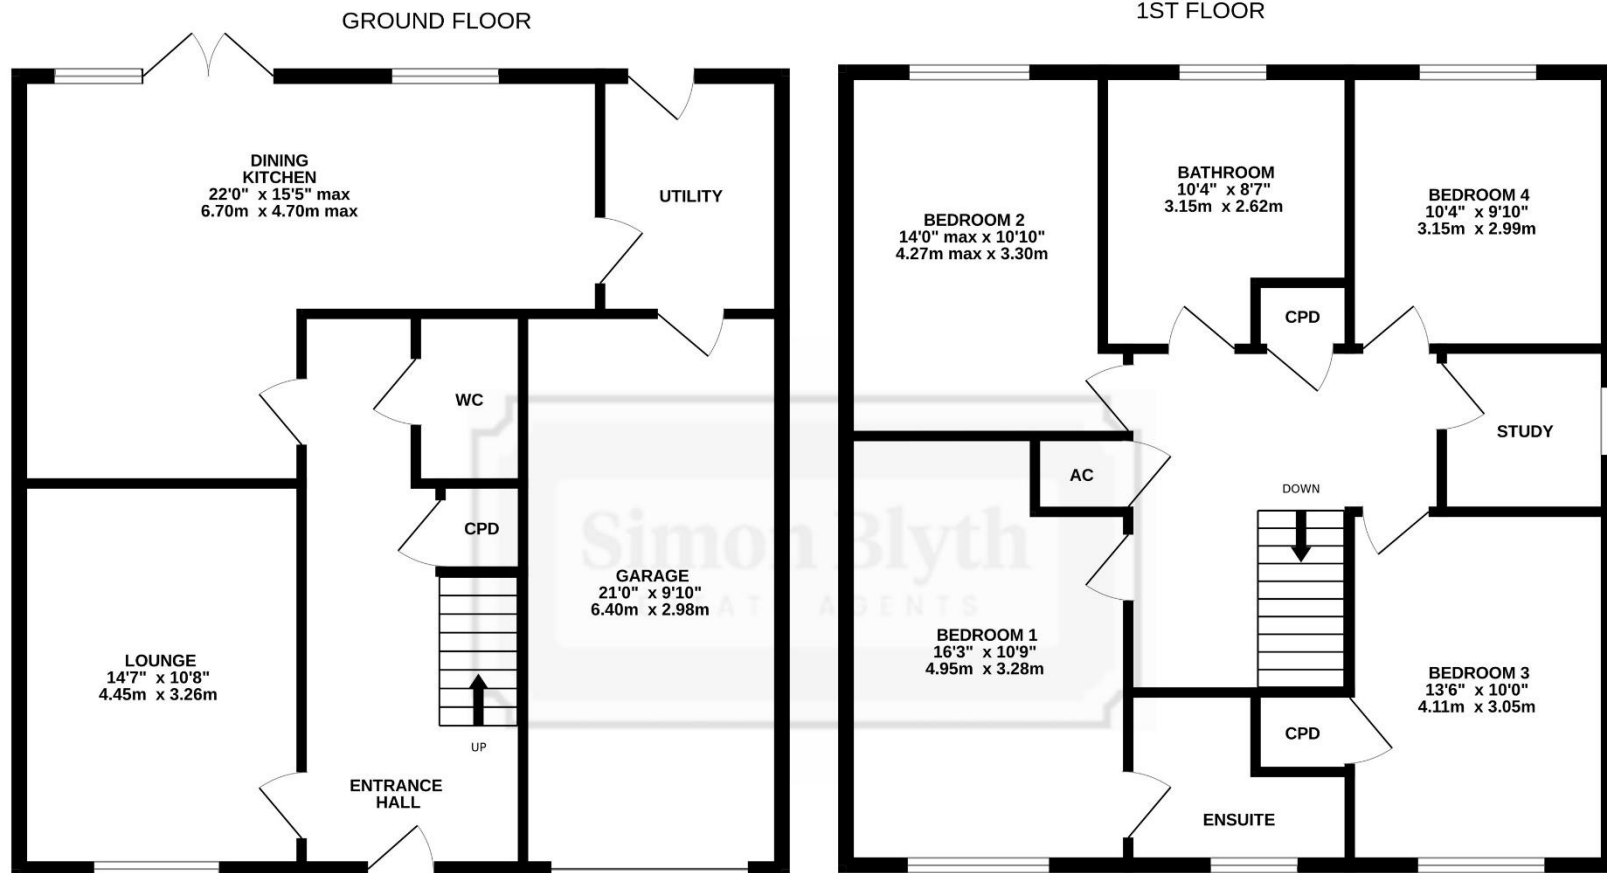 GROUND FLOOR
DINING
KITCHEN
22'0" x 15'5" max
6.70m x 4.70m max
UTILITY
WC
CPD
GARAGE
21'0" x 9'10"
6.40m x 2.98m
LOUNGE
14'7" x 10'8"
4.45m x 3.26m
UP
ENTRANCE
HALL
1ST FLOOR
BEDROOM 2
14'0" max x 10'10"
4.27m max x 3.30m
BATHROOM
10'4" x 8'7"
3.15m x 2.62m
BEDROOM 4
10'4" x 9'10"
3.15m x 2.99m
CPD
STUDY
AC
DOWN
BEDROOM 1
16'3" x 10'9"
4.95m x 3.28m
BEDROOM 3
13'6" x 10'0"
4.11m x 3.05m
CPD
ENSUITE
Simon Blyth
ESTATE AGENTS